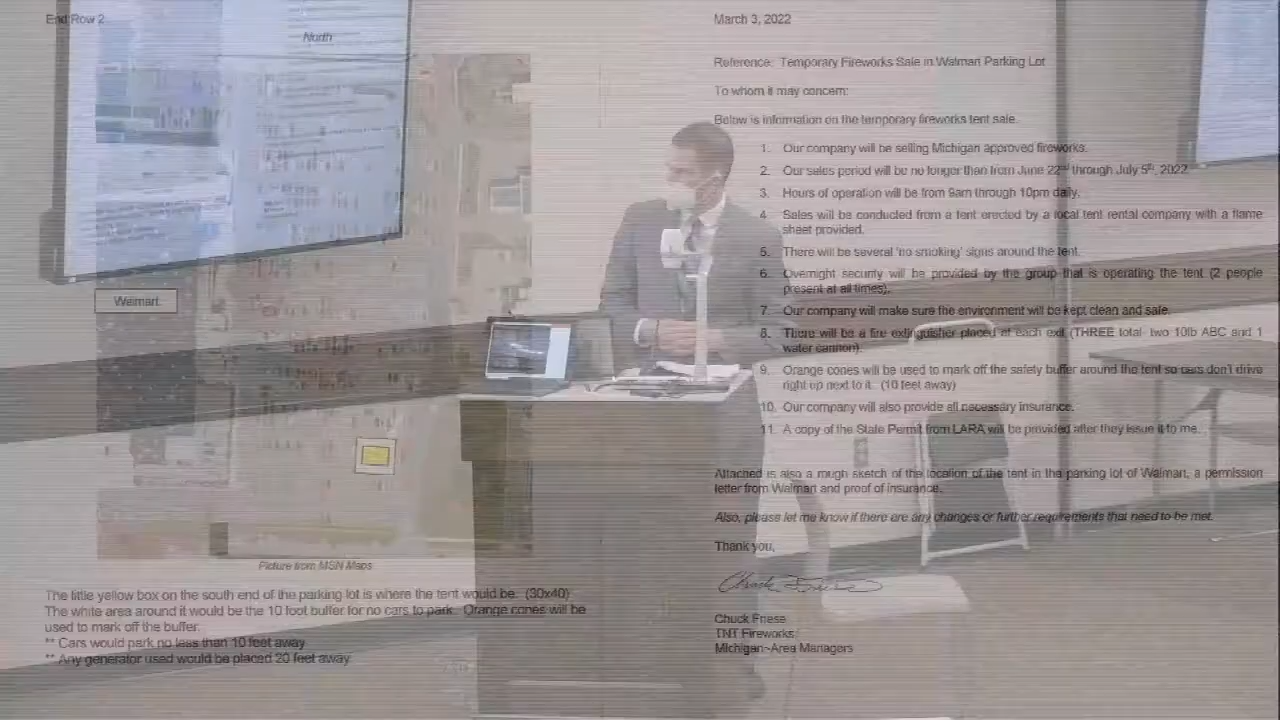 End Row 2
North
Walmart
Picture from MSN Maps
The little yellow box on the south end of the parking lot is where the tent would be. (30x40)
The white area around it would be the 10 foot buffer for no cars to park. Orange cones will be
used to mark off the buffer.
** Cars would park no less than 10 feet away
** Any generator used would be placed 20 feet away
March 3, 2022
Reference: Temporary Fireworks Sale in Walmart Parking Lot
To whom it may concern:
Below is information on the temporary fireworks tent sale.
1. Our company will be selling Michigan approved fireworks.
2. Our sales period will be no longer than from June 22nd through July 5th, 2022
3. Hours of operation will be from 9am through 10pm daily.
4. Sales will be conducted from a tent erected by a local tent rental company with a flame
sheet provided.
5. There will be several 'no smoking' signs around the tent.
6. Overnight security will be provided by the group that is operating the tent (2 people
present at all times).
7. Our company will make sure the environment will be kept clean and safe.
8. There will be a fire extinguisher placed at each exit (THREE total- two 10lb ABC and 1
water cannon).
9. Orange cones will be used to mark off the safety buffer around the tent so cars don't drive
right up next to it. (10 feet away)
10. Our company will also provide all necessary insurance.
11. A copy of the State Permit from LARA will be provided after they issue it to me.
Attached is also a rough sketch of the location of the tent in the parking lot of Walmart, a permission
letter from Walmart and proof of insurance.
Also, please let me know if there are any changes or further requirements that need to be met.
Thank you,
Chuck Friese
Chuck Friese
TNT Fireworks
Michigan-Area Managers